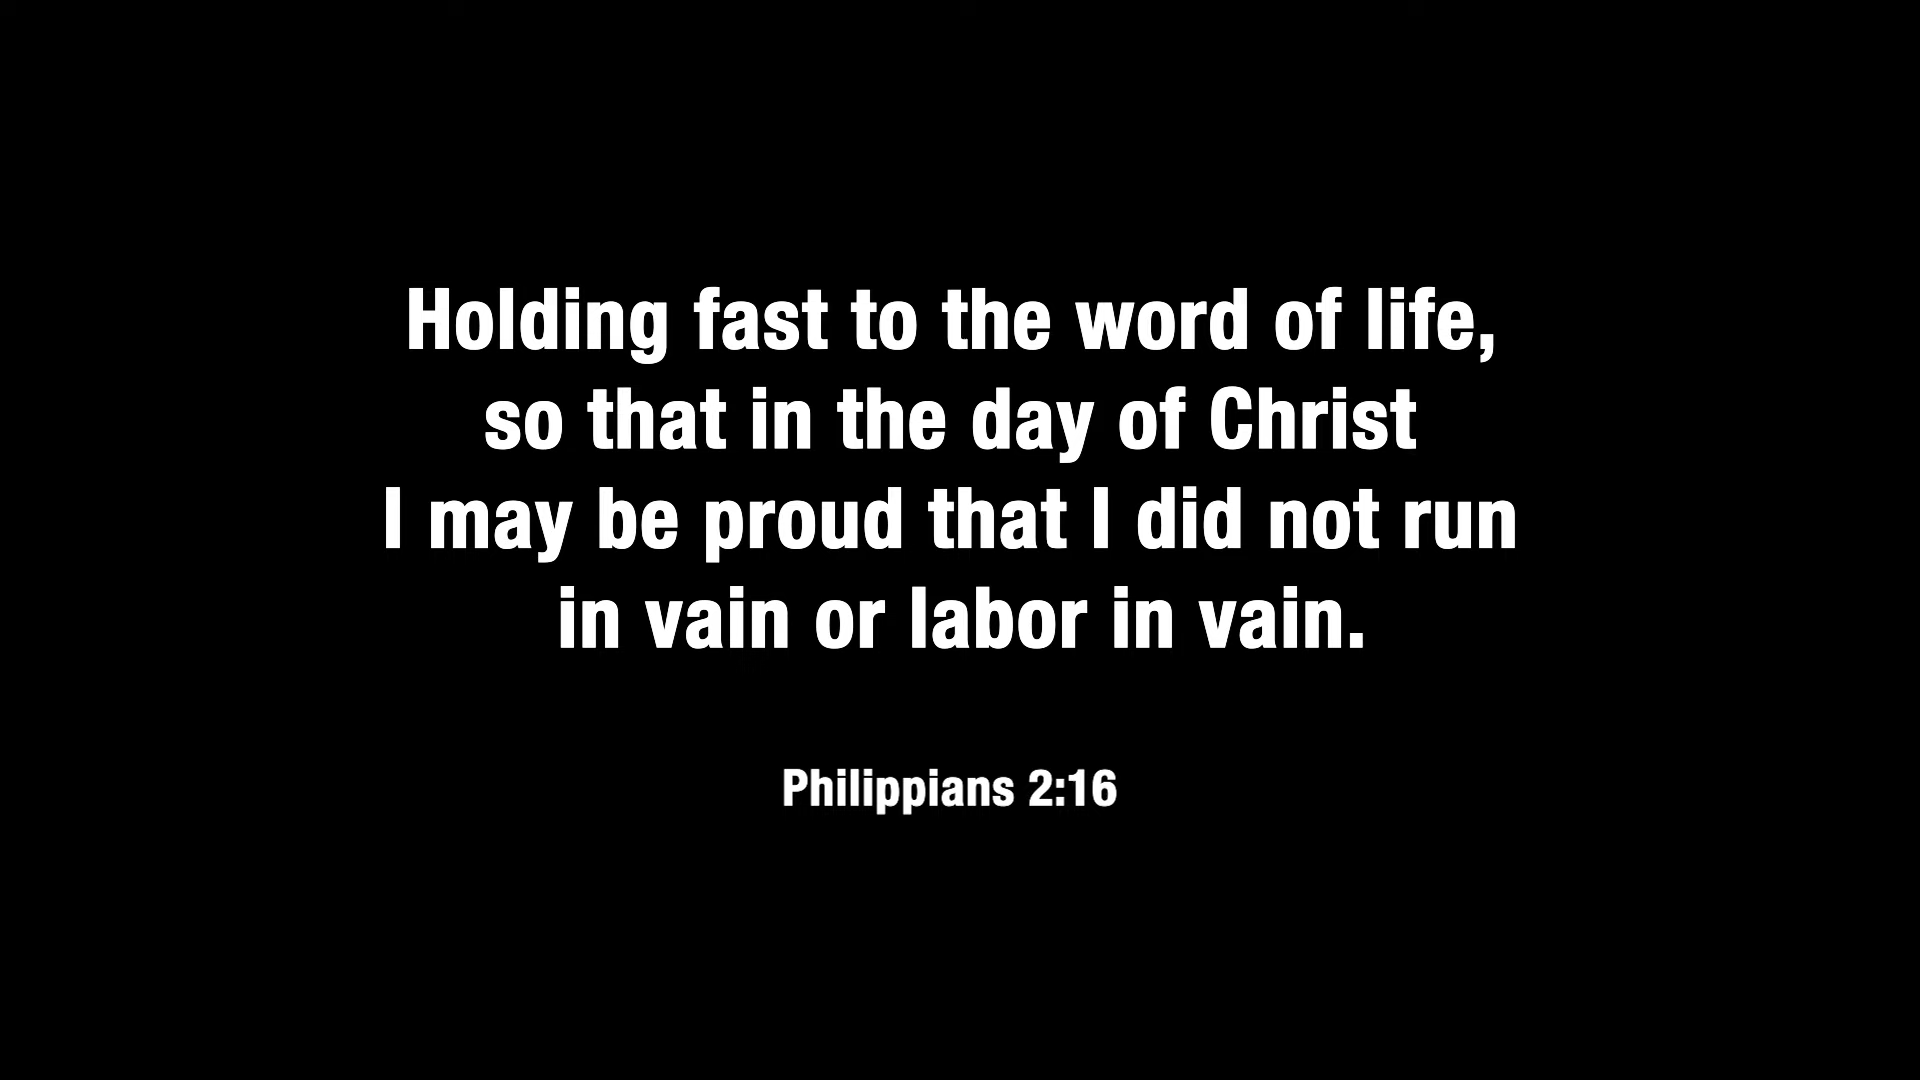 Holding fast to the word of life,
so that in the day of Christ
I may be proud that I did not run
in vain or labor in vain.
Philippians 2:16